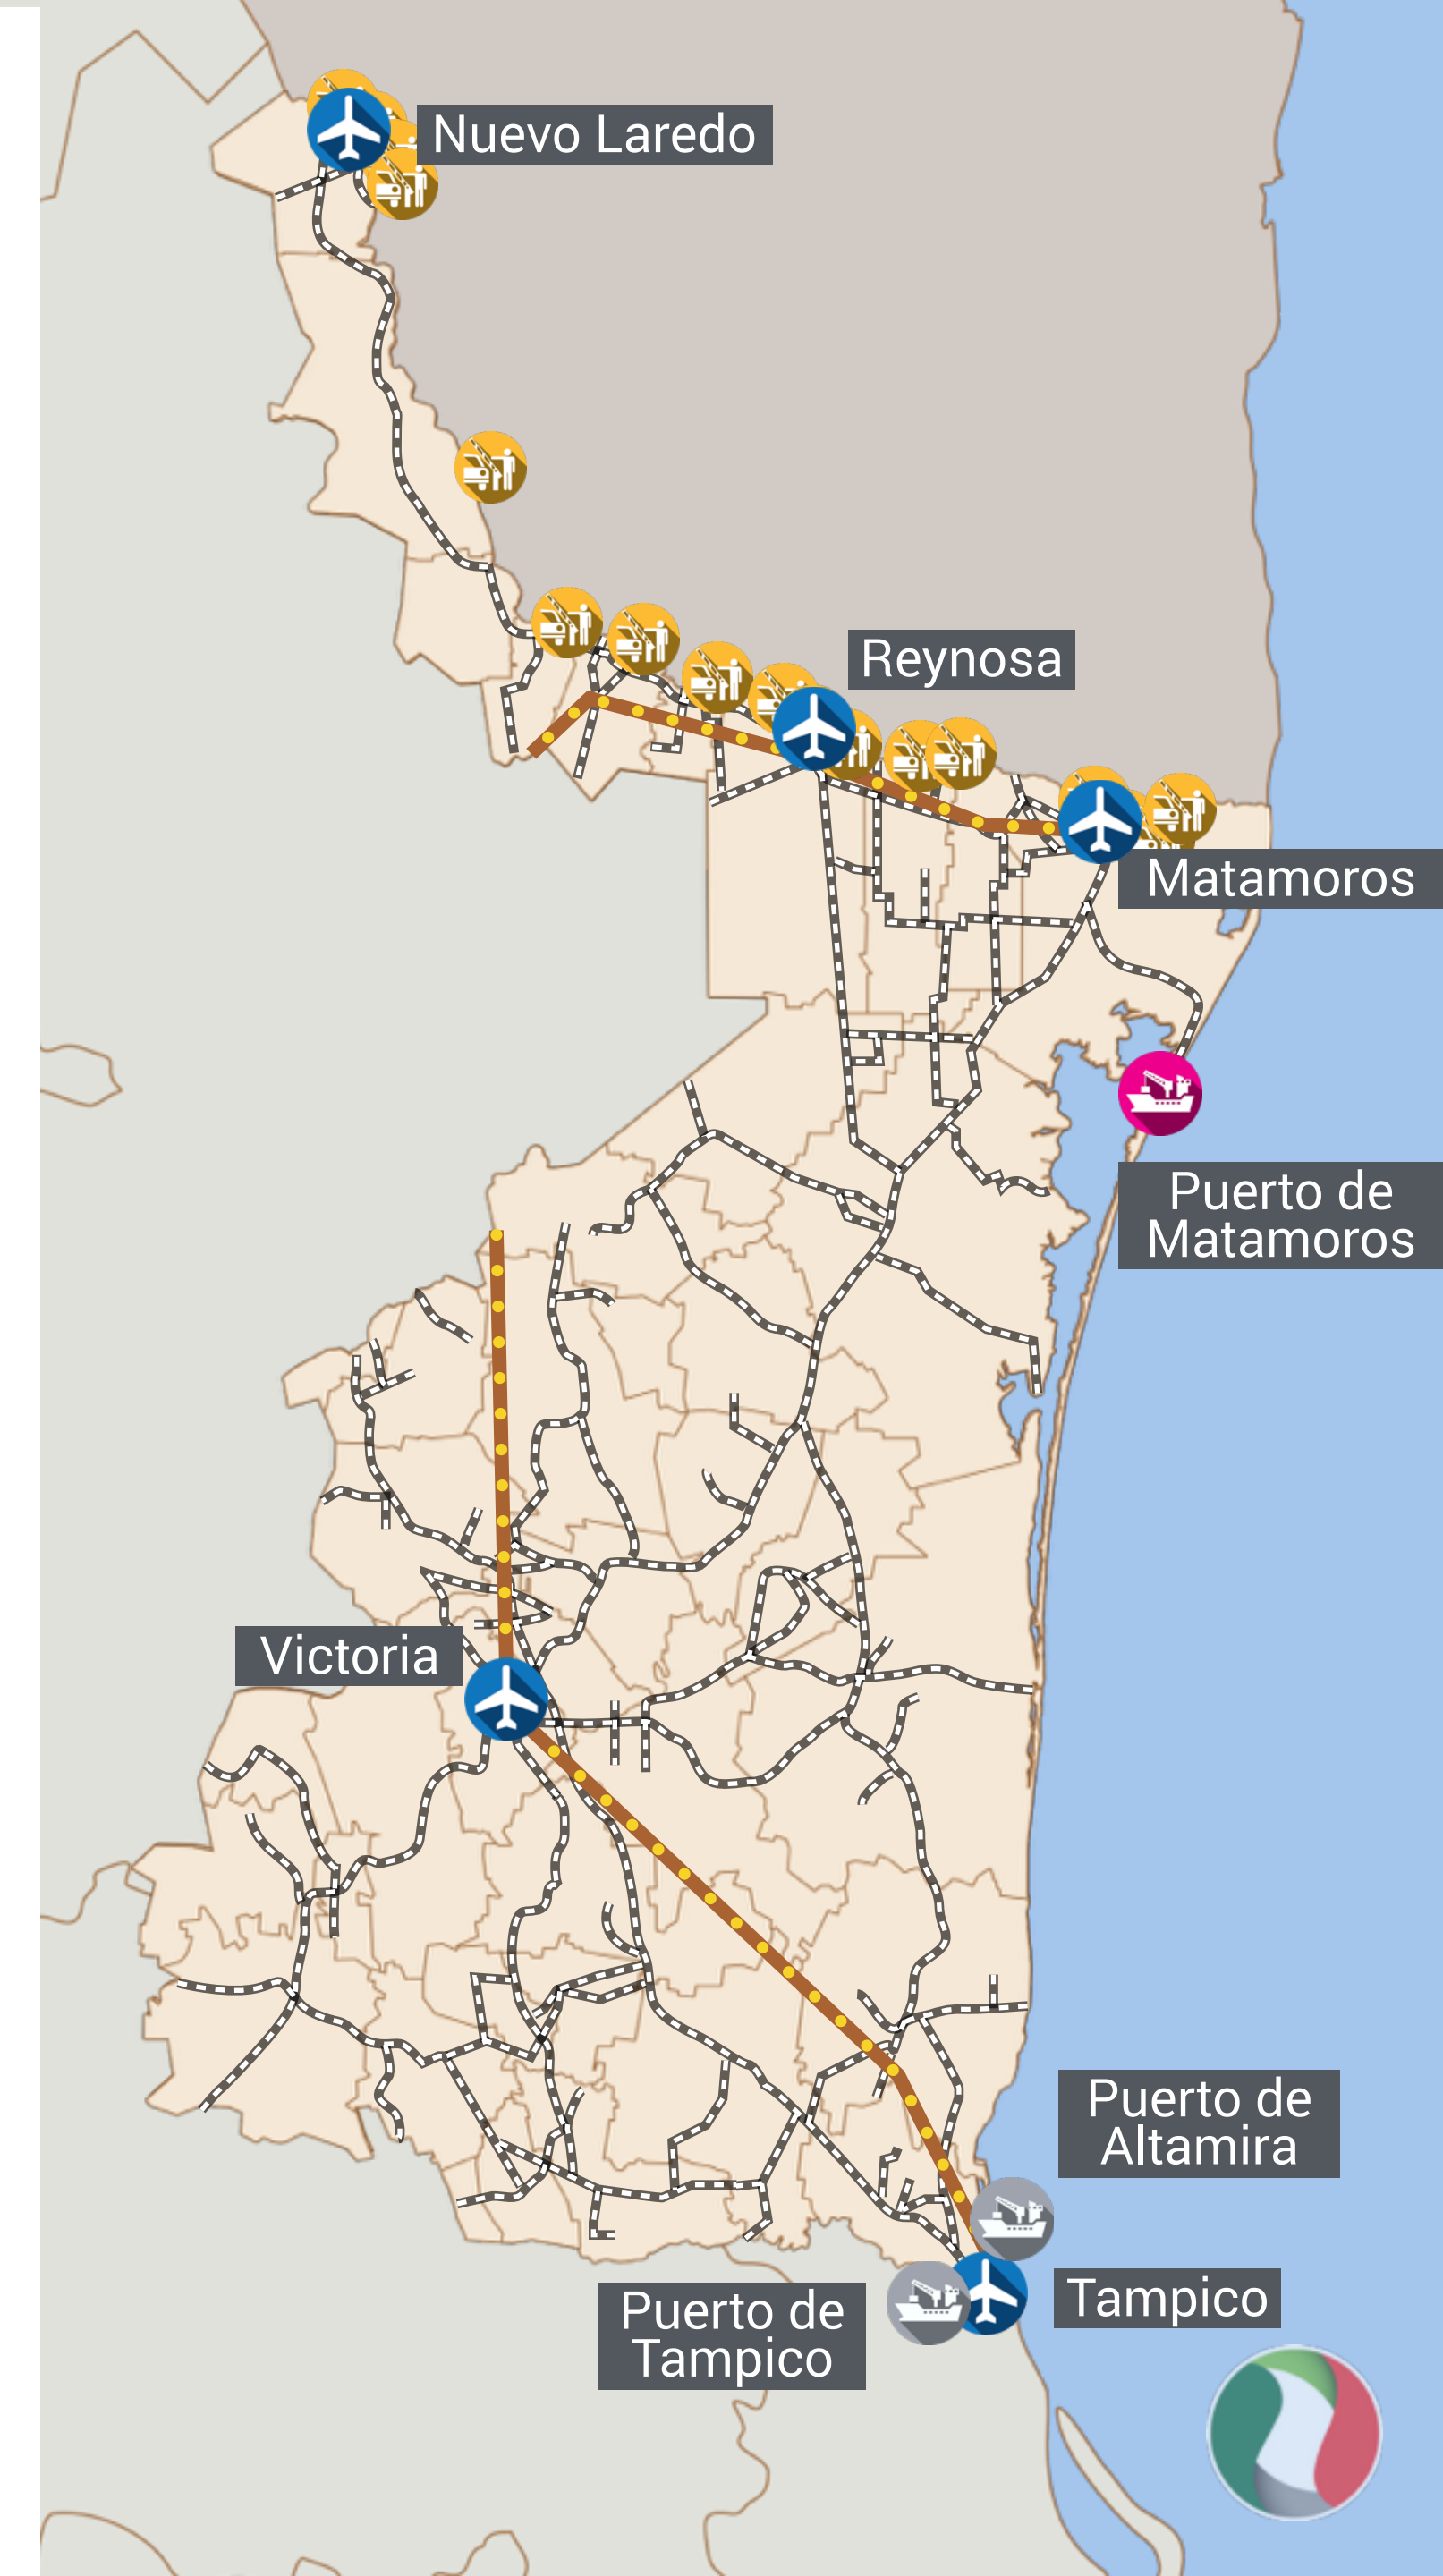 Nuevo Laredo
Reynosa
Matamoros
Puerto de
Matamoros
Victoria
Puerto de
Altamira
Tampico
Puerto de
Tampico